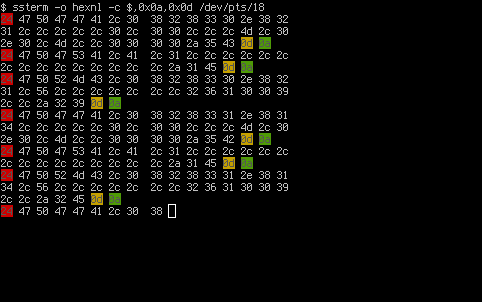 $ ssterm -o hexnl -c $,0x0a,0x0d /dev/pts/18
24 47 50 47 47 41 2c 30  38 32 38 33 30 2e 38 32
31 2c 2c 2c 2c 2c 30 2c  30 30 2c 2c 2c 4d 2c 30
2e 30 2c 4d 2c 2c 30 30  30 30 2a 35 43 0d 0a
24 47 50 47 53 41 2c 41  2c 31 2c 2c 2c 2c 2c 2c
2c 2c 2c 2c 2c 2c 2c 2c  2c 2a 31 45 0d 0a
24 47 50 52 4d 43 2c 30  38 32 38 33 30 2e 38 32
31 2c 56 2c 2c 2c 2c 2c  2c 2c 32 36 31 30 30 39
2c 2c 2a 32 39 0d 0a
24 47 50 47 47 41 2c 30  38 32 38 33 31 2e 38 31
34 2c 2c 2c 2c 2c 30 2c  30 30 2c 2c 2c 4d 2c 30
2e 30 2c 4d 2c 2c 30 30  30 30 2a 35 42 0d 0a
24 47 50 47 53 41 2c 41  2c 31 2c 2c 2c 2c 2c 2c
2c 2c 2c 2c 2c 2c 2c 2c  2c 2a 31 45 0d 0a
24 47 50 52 4d 43 2c 30  38 32 38 33 31 2e 38 31
34 2c 56 2c 2c 2c 2c 2c  2c 2c 32 36 31 30 30 39
2c 2c 2a 32 45 0d 0a
24 47 50 47 47 41 2c 30  38